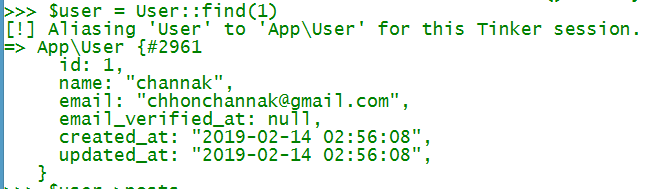 >>> $user = User::find(1)
[!] Aliasing 'User' to 'App\User' for this Tinker session.
=> App\User {#2961
id: 1,
name: "channak",
email: "chhonchannak@gmail.com",
email_verified_at: null,
created_at: "2019-02-14 02:56:08",
updated_at: "2019-02-14 02:56:08",
}
>>> $user->posts